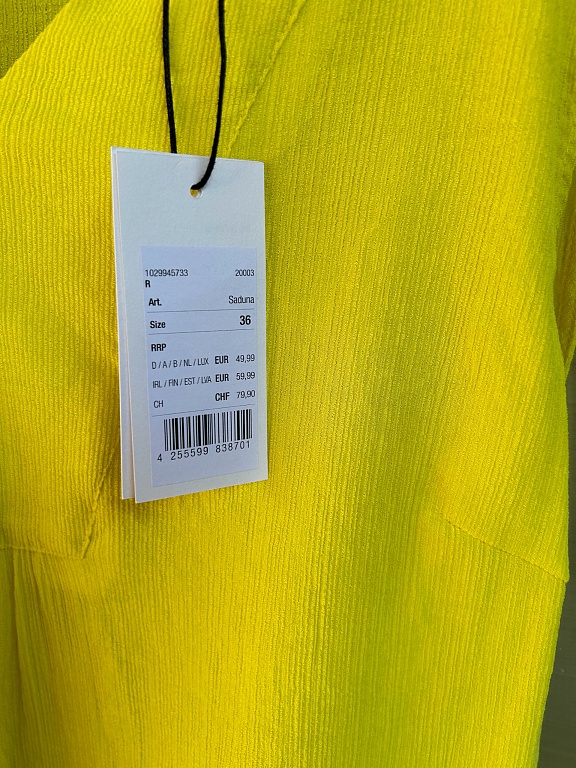 1029945733 20003
R
Art. Saduna
Size 36
RRP
D / A / B / NL / LUX EUR 49,99
IRL / FIN / EST / LVA EUR 59,99
CH CHF 79,90
4 255599 838701